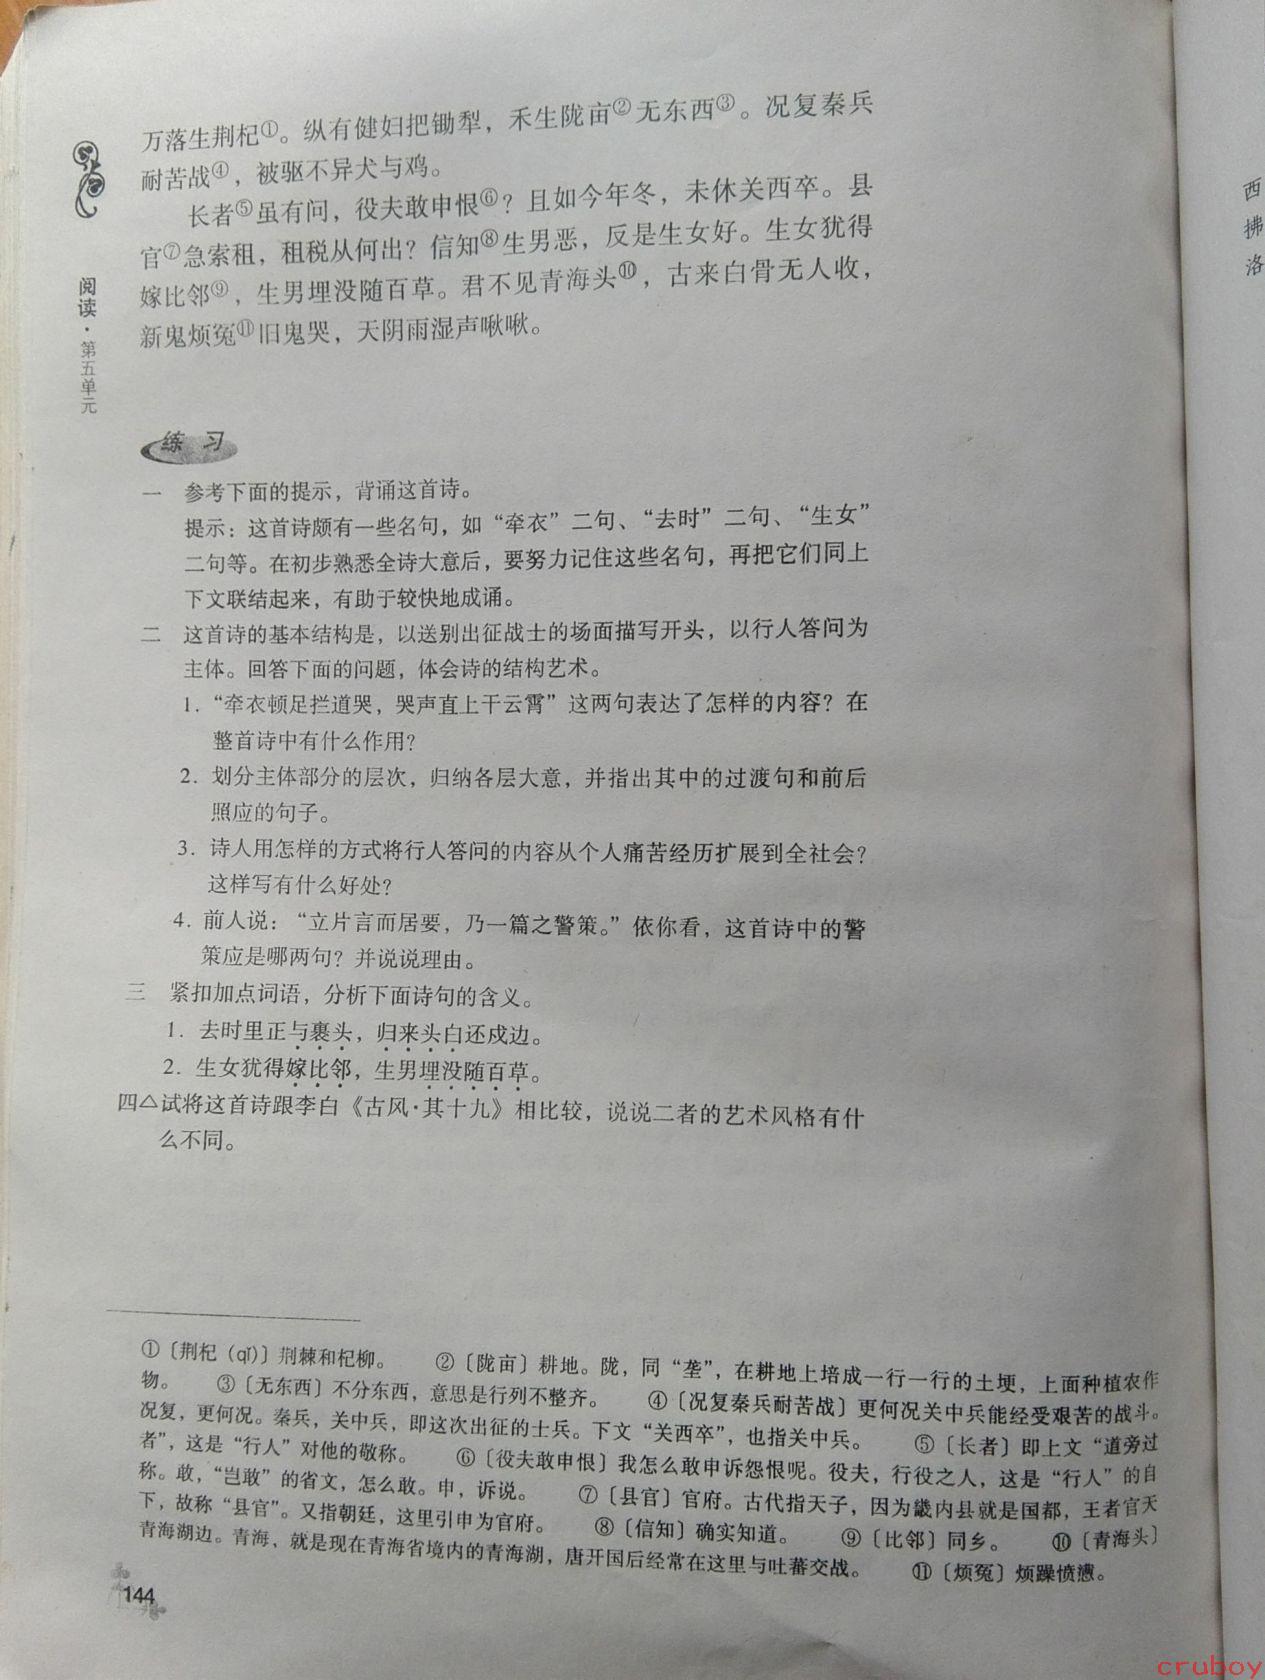 万落生荆杞①。纵有健妇把锄犁，禾生陇亩②无东西③。况复秦兵
耐苦战④，被驱不异犬与鸡。
长者⑤虽有问，役夫敢申恨⑥？且如今年冬，未休关西卒。县
官⑦急索租，租税从何出？信知⑧生男恶，反是生女好。生女犹得
嫁比邻⑨，生男埋没随百草。君不见青海头⑩，古来白骨无人收，
新鬼烦冤⑪旧鬼哭，天阴雨湿声啾啾。
阅读·第五单元
练 习
一 参考下面的提示，背诵这首诗。
提示：这首诗颇有一些名句，如“牵衣”二句、“去时”二句、“生女”
二句等。在初步熟悉全诗大意后，要努力记住这些名句，再把它们同上
下文联结起来，有助于较快地成诵。
二 这首诗的基本结构是，以送别出征战士的场面描写开头，以行人答问为
主体。回答下面的问题，体会诗的结构艺术。
1. “牵衣顿足拦道哭，哭声直上干云霄”这两句表达了怎样的内容？在
整首诗中有什么作用？
2. 划分主体部分的层次，归纳各层大意，并指出其中的过渡句和前后
照应的句子。
3. 诗人用怎样的方式将行人答问的内容从个人痛苦经历扩展到全社会？
这样写有什么好处？
4. 前人说：“立片言而居要，乃一篇之警策。”依你看，这首诗中的警
策应是哪两句？并说说理由。
三 紧扣加点词语，分析下面诗句的含义。
1. 去时里正与裹头，归来头白还戍边。
2. 生女犹得嫁比邻，生男埋没随百草。
四△试将这首诗跟李白《古风·其十九》相比较，说说二者的艺术风格有什
么不同。
①〔荆杞（qǐ）〕荆棘和杞柳。 ②〔陇亩〕耕地。陇，同“垄”，在耕地上培成一行一行的土埂，上面种植农作
物。 ③〔无东西〕不分东西，意思是行列不整齐。 ④〔况复秦兵耐苦战〕更何况关中兵能经受艰苦的战斗。
况复，更何况。秦兵，关中兵，即这次出征的士兵。下文“关西卒”，也指关中兵。 ⑤〔长者〕即上文“道旁过
者”，这是“行人”对他的敬称。 ⑥〔役夫敢申恨〕我怎么敢申诉怨恨呢。役夫，行役之人，这是“行人”的自
称。敢，“岂敢”的省文，怎么敢。申，诉说。 ⑦〔县官〕官府。古代指天子，因为畿内县就是国都，王者官天
下，故称“县官”。又指朝廷，这里引申为官府。 ⑧〔信知〕确实知道。 ⑨〔比邻〕同乡。 ⑩〔青海头〕
青海湖边。青海，就是现在青海省境内的青海湖，唐开国后经常在这里与吐蕃交战。 ⑪〔烦冤〕烦躁愤懑。
144
西
拂
洛
cruboy